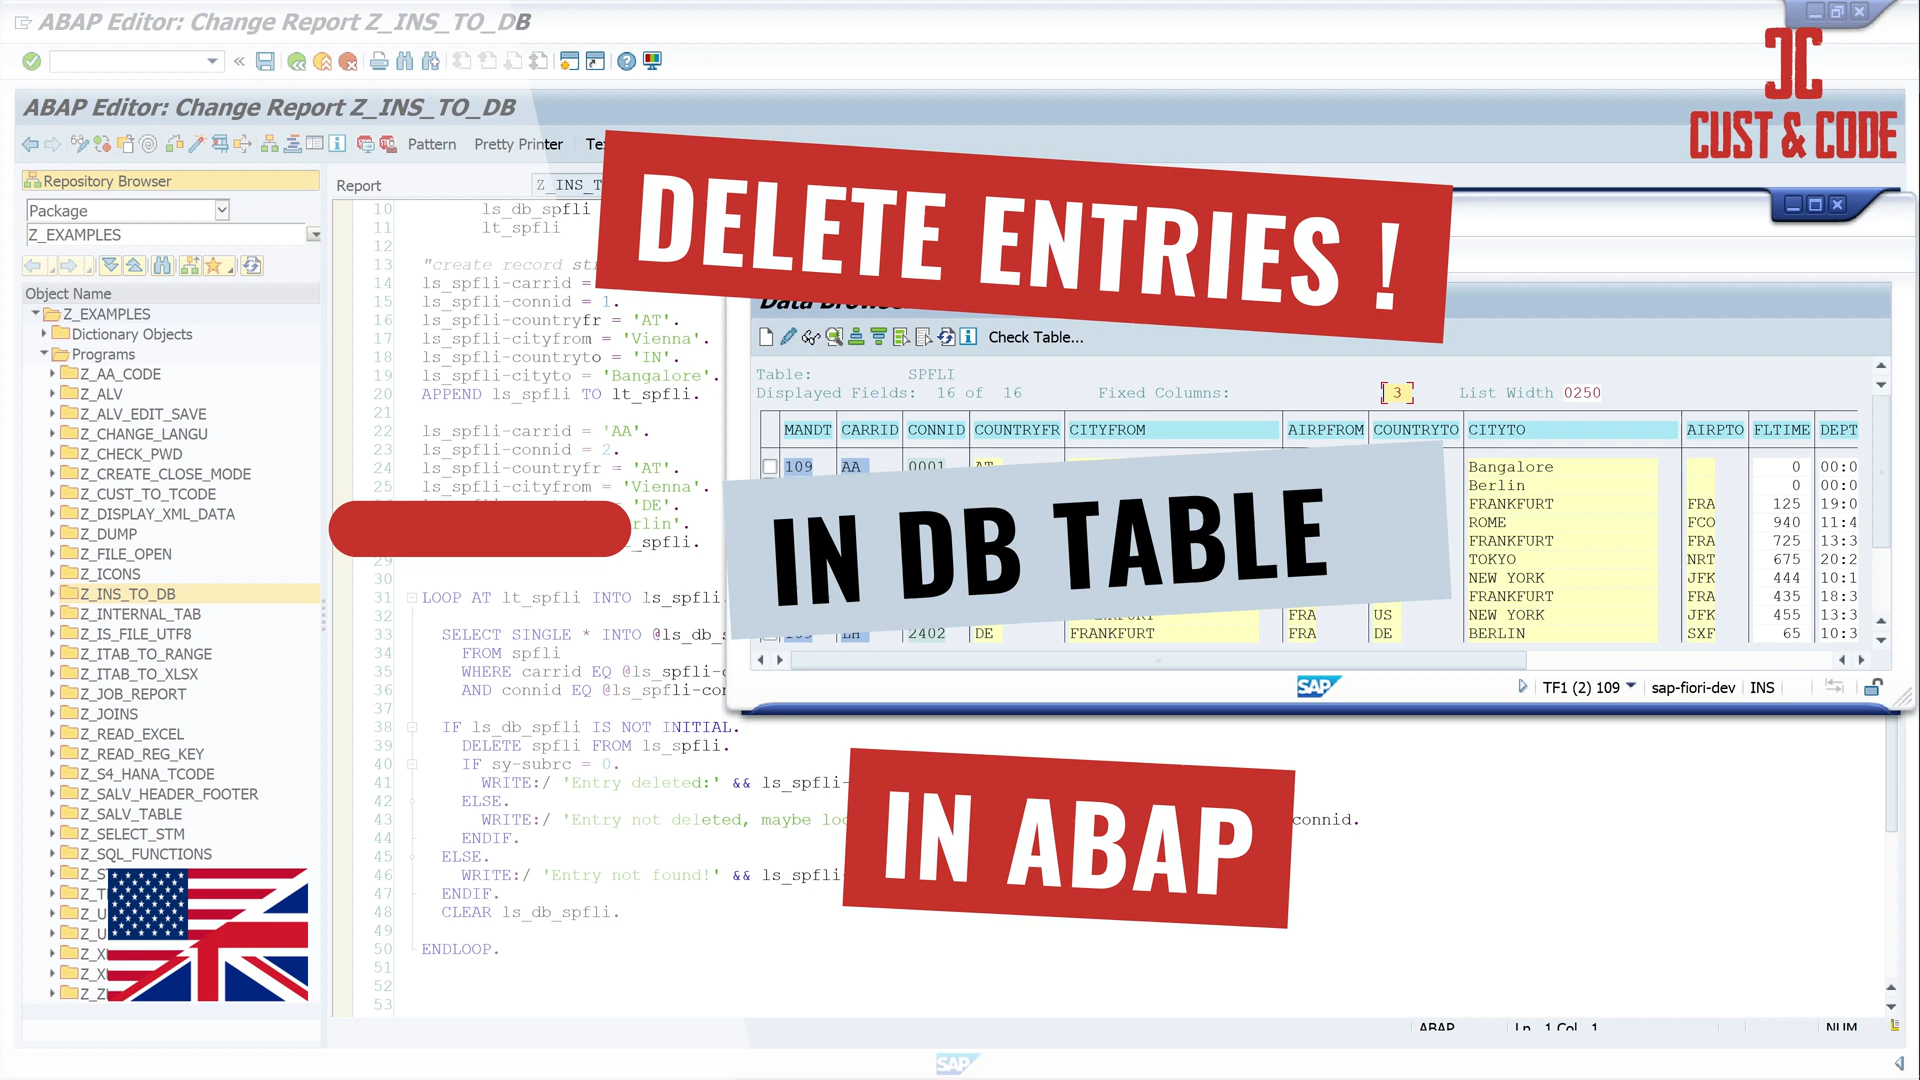 ABAP Editor: Change Report Z_INS_TO_DB
ABAP Editor: Change Report Z_INS_TO_DB
CUST & CODE
Pattern Pretty Printer
DELETE ENTRIES !
IN DB TABLE
IN ABAP
Repository Browser
Package
Z_EXAMPLES
Object Name
Z_EXAMPLES
Dictionary Objects
Programs
Z_AA_CODE
Z_ALV
Z_ALV_EDIT_SAVE
Z_CHANGE_LANGU
Z_CHECK_PWD
Z_CREATE_CLOSE_MODE
Z_CUST_TO_TCODE
Z_DISPLAY_XML_DATA
Z_DUMP
Z_FILE_OPEN
Z_ICONS
Z_INS_TO_DB
Z_INTERNAL_TAB
Z_IS_FILE_UTF8
Z_ITAB_TO_RANGE
Z_ITAB_TO_XLSX
Z_JOB_REPORT
Z_JOINS
Z_READ_EXCEL
Z_READ_REG_KEY
Z_S4_HANA_TCODE
Z_SALV_HEADER_FOOTER
Z_SALV_TABLE
Z_SELECT_STM
Z_SQL_FUNCTIONS
Report Z_INS_T
10 ls_db_spfli
11 lt_spfli
12
13 "create record
14 ls_spfli-carrid =
15 ls_spfli-connid = 1.
16 ls_spfli-countryfr = 'AT'.
17 ls_spfli-cityfrom = 'Vienna'.
18 ls_spfli-countryto = 'IN'.
19 ls_spfli-cityto = 'Bangalore'.
20 APPEND ls_spfli TO lt_spfli.
21
22 ls_spfli-carrid = 'AA'.
23 ls_spfli-connid = 2.
24 ls_spfli-countryfr = 'AT'.
25 ls_spfli-cityfrom = 'Vienna'.
'DE'.
rlin'.
_spfli.
29
30
31 LOOP AT lt_spfli INTO ls_spfli.
32
33 SELECT SINGLE * INTO @ls_db_s
34 FROM spfli
35 WHERE carrid EQ @ls_spfli-c
36 AND connid EQ @ls_spfli-con
37
38 IF ls_db_spfli IS NOT INITIAL.
39 DELETE spfli FROM ls_spfli.
40 IF sy-subrc = 0.
41 WRITE:/ 'Entry deleted:' && ls_spfli-
42 ELSE.
43 WRITE:/ 'Entry not deleted, maybe connid.
44 ENDIF.
45 ELSE.
46 WRITE:/ 'Entry not found!' && ls_spfli-
47 ENDIF.
48 CLEAR ls_db_spfli.
49
50 ENDLOOP.
51
52
53
Check Table...
Table: SPFLI
Displayed Fields: 16 of 16 Fixed Columns: 3 List Width 0250
MANDT CARRID CONNID COUNTRYFR CITYFROM AIRPFROM COUNTRYTO CITYTO AIRPTO FLTIME DEPT
109 AA 0001 AT Bangalore 0 00:0
Berlin 0 00:0
FRANKFURT FRA 125 19:0
ROME FCO 940 11:4
FRANKFURT FRA 725 13:3
TOKYO NRT 675 20:2
NEW YORK JFK 444 10:1
FRANKFURT FRA 435 18:3
FRA US NEW YORK JFK 455 13:3
LH 2402 DE FRANKFURT FRA DE BERLIN SXF 65 10:3
SAP TF1 (2) 109 sap-fiori-dev INS
ABAP Ln 1 Col 1 NUM
SAP